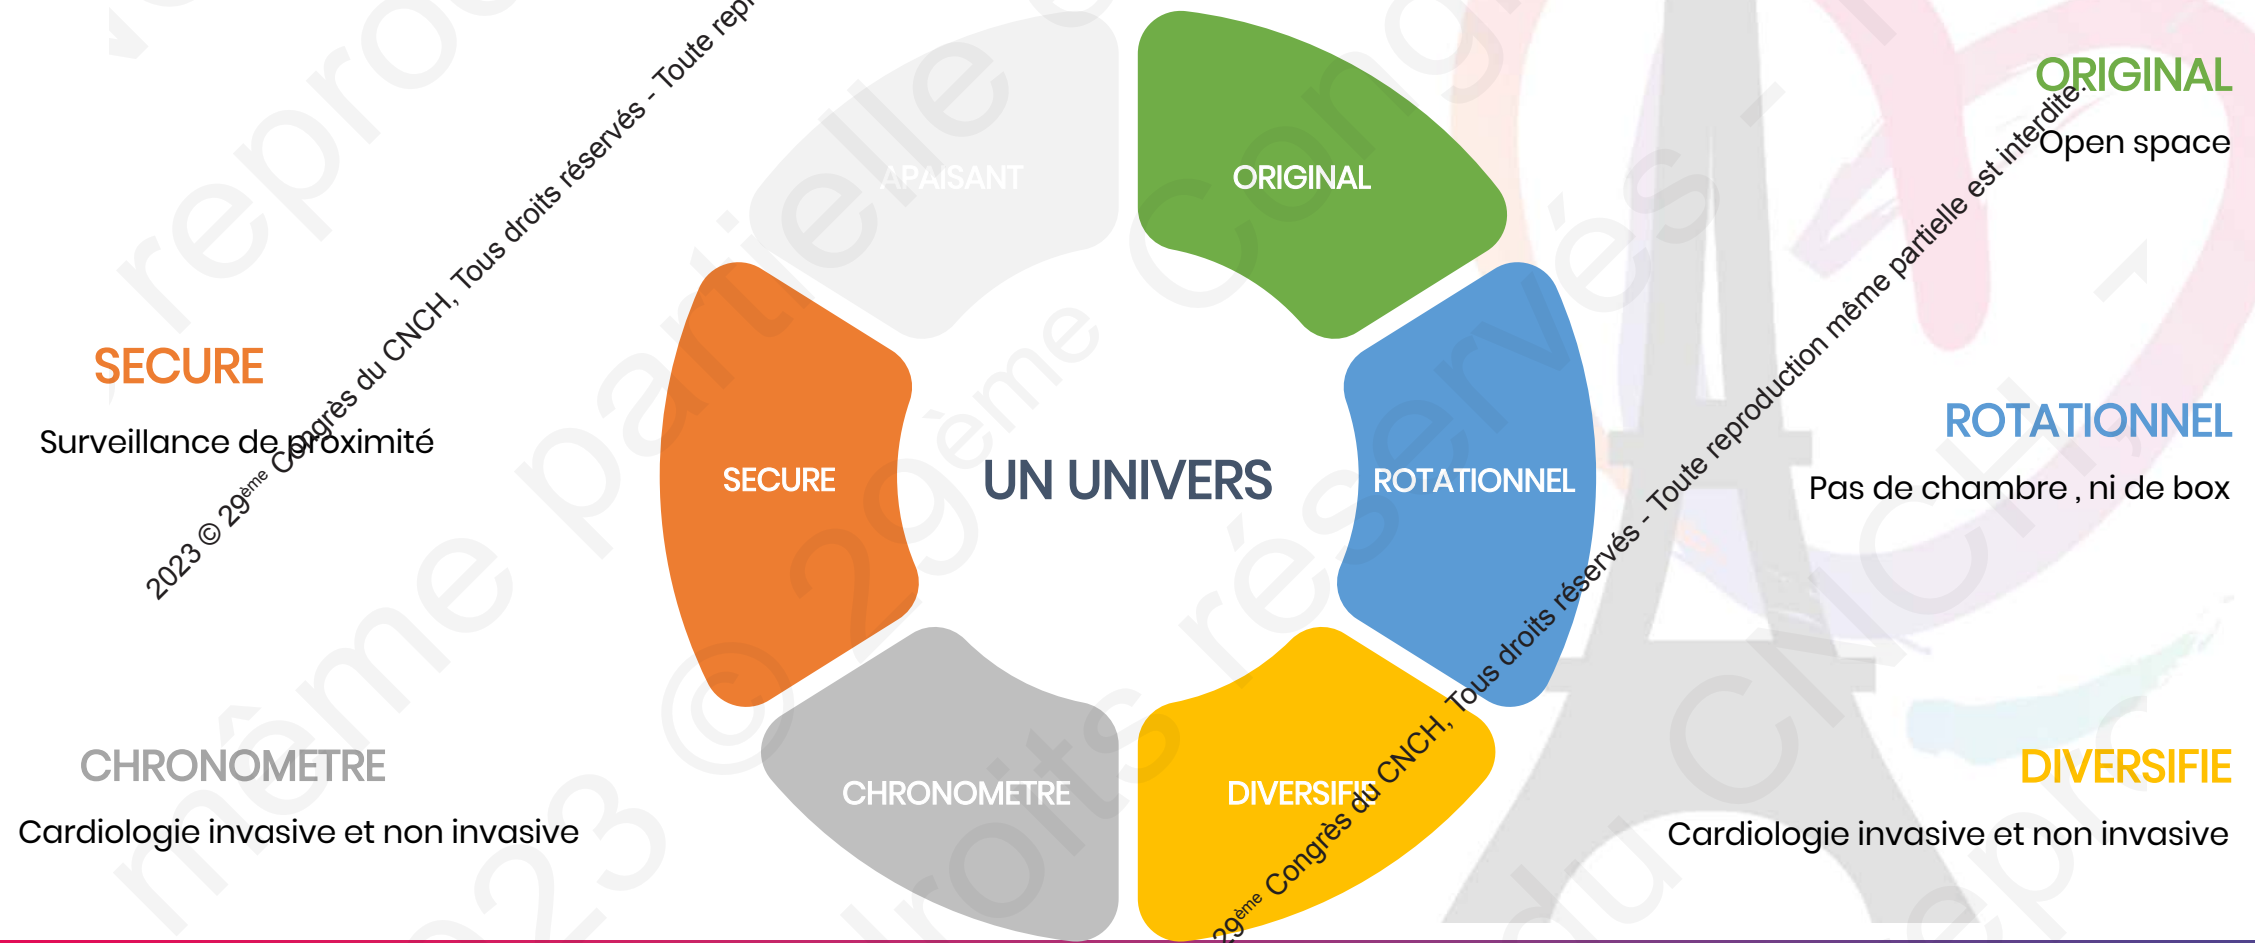 APAISANT
ORIGINAL
SECURE
UN UNIVERS
ROTATIONNEL
CHRONOMETRE
DIVERSIFIE
ORIGINAL
Open space
SECURE
Surveillance de proximité
ROTATIONNEL
Pas de chambre , ni de box
CHRONOMETRE
Cardiologie invasive et non invasive
DIVERSIFIE
Cardiologie invasive et non invasive
2023 © 29ème Congrès du CNCH, Tous droits réservés - Toute repr
29ème Congrès du CNCH, Tous droits réservés - Toute reproduction même partielle est interdite.